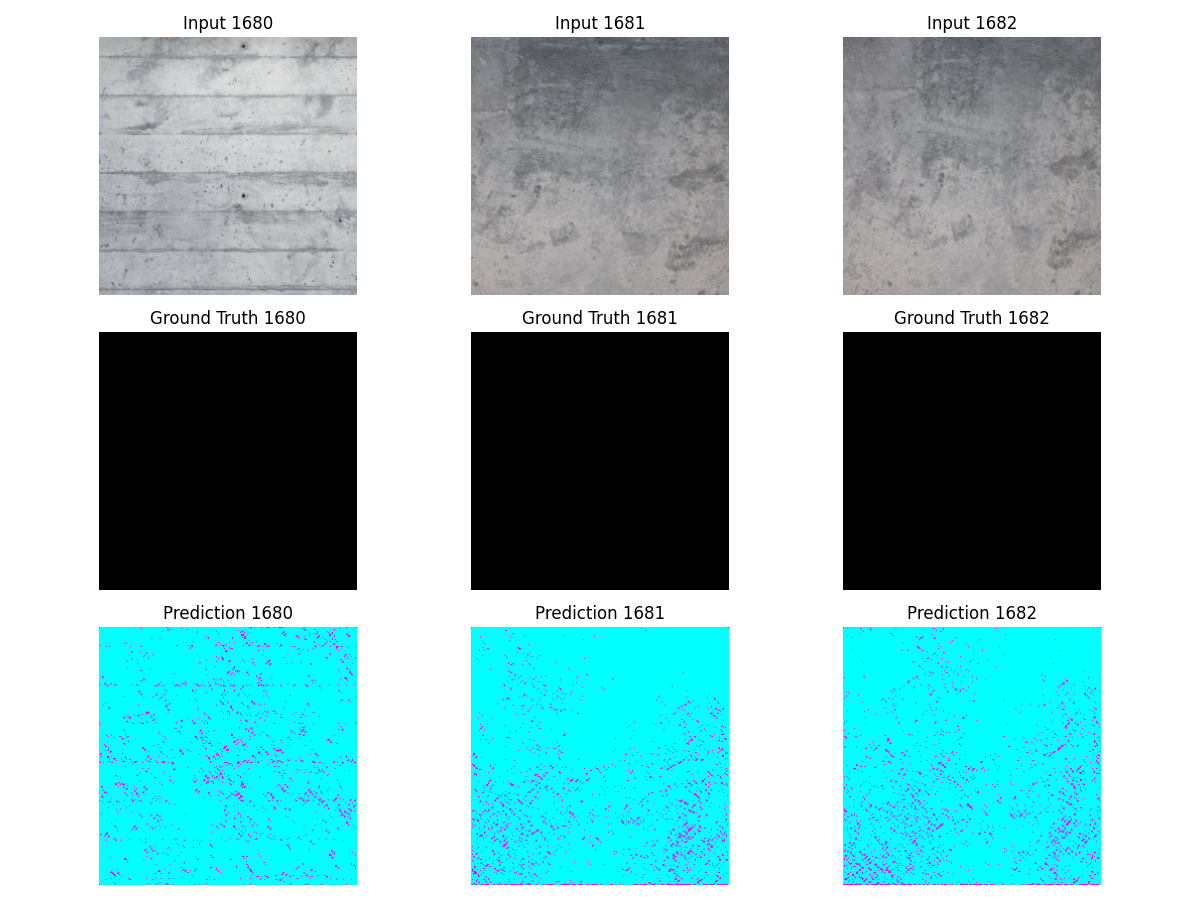 Input 1680
Input 1681
Input 1682
Ground Truth 1680
Ground Truth 1681
Ground Truth 1682
Prediction 1680
Prediction 1681
Prediction 1682